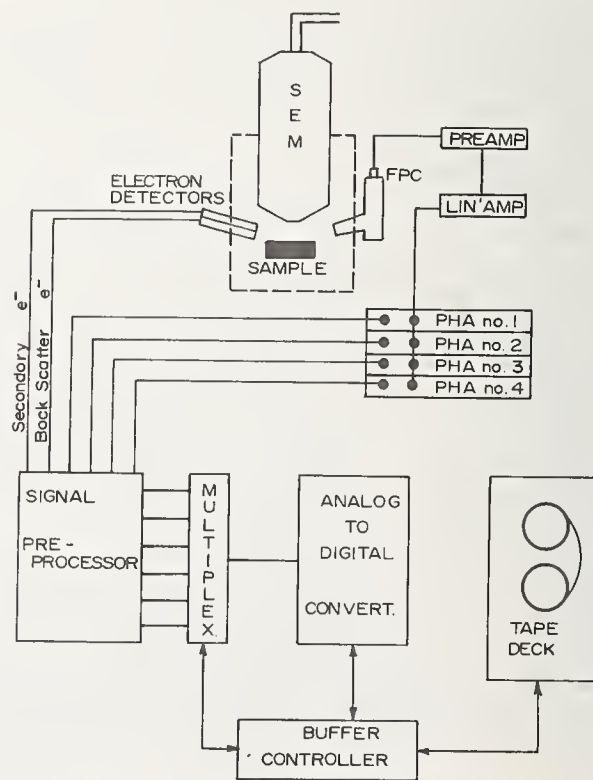 S
E
M
PREAMP
FPC
LIN'AMP
ELECTRON
DETECTORS
SAMPLE
Secondory e⁻
Bock Scatter e⁻
PHA no. 1
PHA no. 2
PHA no. 3
PHA no. 4
SIGNAL
PRE-
PROCESSOR
M
U
L
T
I
P
L
E
X
ANALOG
TO
DIGITAL
CONVERT.
TAPE
DECK
BUFFER
CONTROLLER